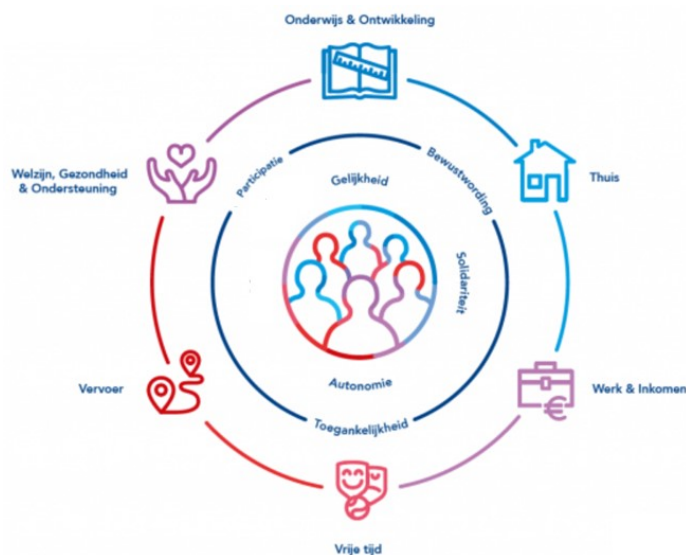 Onderwijs & Ontwikkeling
Welzijn, Gezondheid
& Ondersteuning
Participatie
Gelijkheid
Bewustwording
Thuis
Solidariteit
Vervoer
Autonomie
Werk & Inkomen
Toegankelijkheid
Vrije tijd